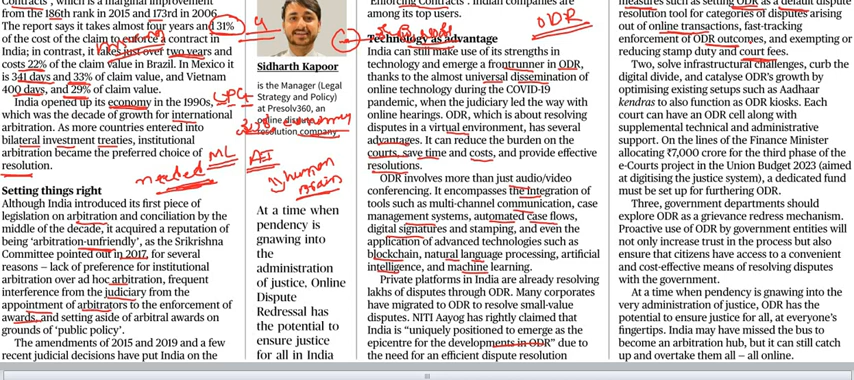 Contracts', which is a marginal improvement
from the 186th rank in 2015 and 173rd in 2006.
The report says it takes almost four years and 31%
of the cost of the claim to enforce a contract in
India; in contrast, it takes just over two years and
costs 22% of the claim value in Brazil. In Mexico it
is 341 days and 33% of claim value, and Vietnam
400 days, and 29% of claim value.
India opened up its economy in the 1990s,
which was the decade of growth for international
arbitration. As more countries entered into
bilateral investment treaties, institutional
arbitration became the preferred choice of
resolution.
needed
ML
AI
human
Brain
Setting things right
Although India introduced its first piece of
legislation on arbitration and conciliation by the
middle of the decade, it acquired a reputation of
being 'arbitration-unfriendly', as the Srikrishna
Committee pointed out in 2017, for several
reasons – lack of preference for institutional
arbitration over ad hoc arbitration, frequent
interference from the judiciary from the
appointment of arbitrators to the enforcement of
awards, and setting aside of arbitral awards on
grounds of 'public policy'.
The amendments of 2015 and 2019 and a few
recent judicial decisions have put India on the
Sidharth Kapoor
is the Manager (Legal
Strategy and Policy)
at Presolv360, an
online dispute
resolution company
economy
At a time when
pendency is
gnawing into
the
administration
of justice, Online
Dispute
Redressal has
the potential to
ensure justice
for all in India
'Enforcing Contracts'. Indian companies are
among its top users.
ODR
Technology as advantage
India can still make use of its strengths in
technology and emerge a frontrunner in ODR,
thanks to the almost universal dissemination of
online technology during the COVID-19
pandemic, when the judiciary led the way with
online hearings. ODR, which is about resolving
disputes in a virtual environment, has several
advantages. It can reduce the burden on the
courts, save time and costs, and provide effective
resolutions.
ODR involves more than just audio/video
conferencing. It encompasses the integration of
tools such as multi-channel communication, case
management systems, automated case flows,
digital signatures and stamping, and even the
application of advanced technologies such as
blockchain, natural language processing, artificial
intelligence, and machine learning.
Private platforms in India are already resolving
lakhs of disputes through ODR. Many corporates
have migrated to ODR to resolve small-value
disputes. NITI Aayog has rightly claimed that
India is "uniquely positioned to emerge as the
epicentre for the developments in ODR" due to
the need for an efficient dispute resolution
measures such as setting ODR as a default dispute
resolution tool for categories of disputes arising
out of online transactions, fast-tracking
enforcement of ODR outcomes, and exempting or
reducing stamp duty and court fees.
Two, solve infrastructural challenges, curb the
digital divide, and catalyse ODR's growth by
optimising existing setups such as Aadhaar
kendras to also function as ODR kiosks. Each
court can have an ODR cell along with
supplemental technical and administrative
support. On the lines of the Finance Minister
allocating ₹7,000 crore for the third phase of the
e-Courts project in the Union Budget 2023 (aimed
at digitising the justice system), a dedicated fund
must be set up for furthering ODR.
Three, government departments should
explore ODR as a grievance redress mechanism.
Proactive use of ODR by government entities will
not only increase trust in the process but also
ensure that citizens have access to a convenient
and cost-effective means of resolving disputes
with the government.
At a time when pendency is gnawing into the
very administration of justice, ODR has the
potential to ensure justice for all, at everyone's
fingertips. India may have missed the bus to
become an arbitration hub, but it can still catch
up and overtake them all – all online.